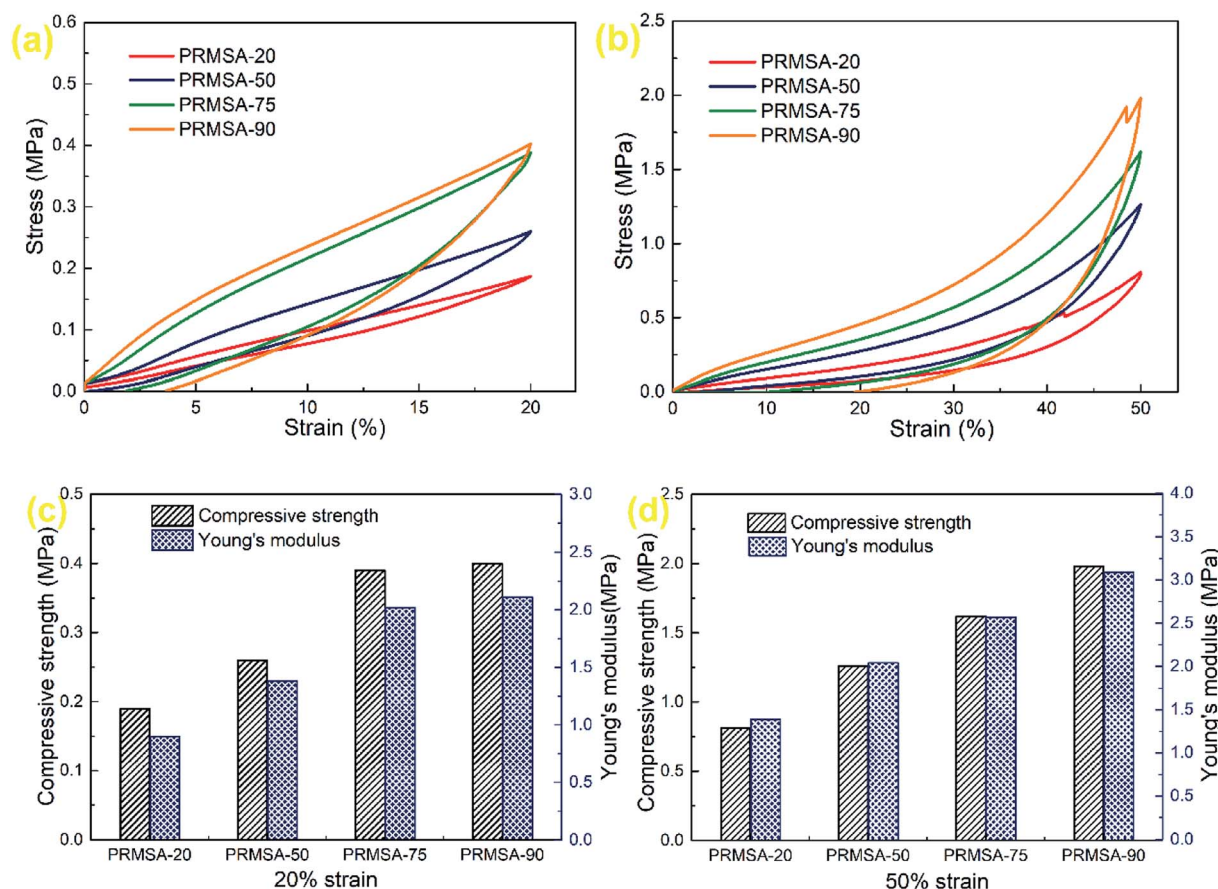 (a)
0.6
0.5
0.4
0.3
0.2
0.1
0.0
Stress (MPa)
PRMSA-20
PRMSA-50
PRMSA-75
PRMSA-90
0 5 10 15 20
Strain (%)
(b)
2.5
2.0
1.5
1.0
0.5
0.0
Stress (MPa)
PRMSA-20
PRMSA-50
PRMSA-75
PRMSA-90
0 10 20 30 40 50
Strain (%)
(c)
0.5
0.4
0.3
0.2
0.1
0.0
Compressive strength (MPa)
Compressive strength
Young's modulus
3.0
2.5
2.0
1.5
1.0
0.5
0.0
Young's modulus(MPa)
PRMSA-20 PRMSA-50 PRMSA-75 PRMSA-90
20% strain
(d)
2.5
2.0
1.5
1.0
0.5
0.0
Compressive strength (MPa)
Compressive strength
Young's modulus
4.0
3.5
3.0
2.5
2.0
1.5
1.0
0.5
0.0
Young's modulus (MPa)
PRMSA-20 PRMSA-50 PRMSA-75 PRMSA-90
50% strain